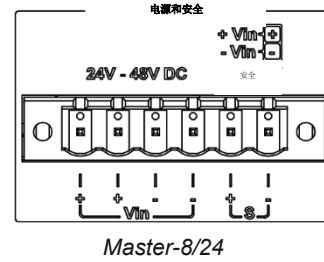 电源和安全
+ Vin +
- Vin -
24V - 48V DC
安全
+ + - - + -
Vin S
Master-8/24